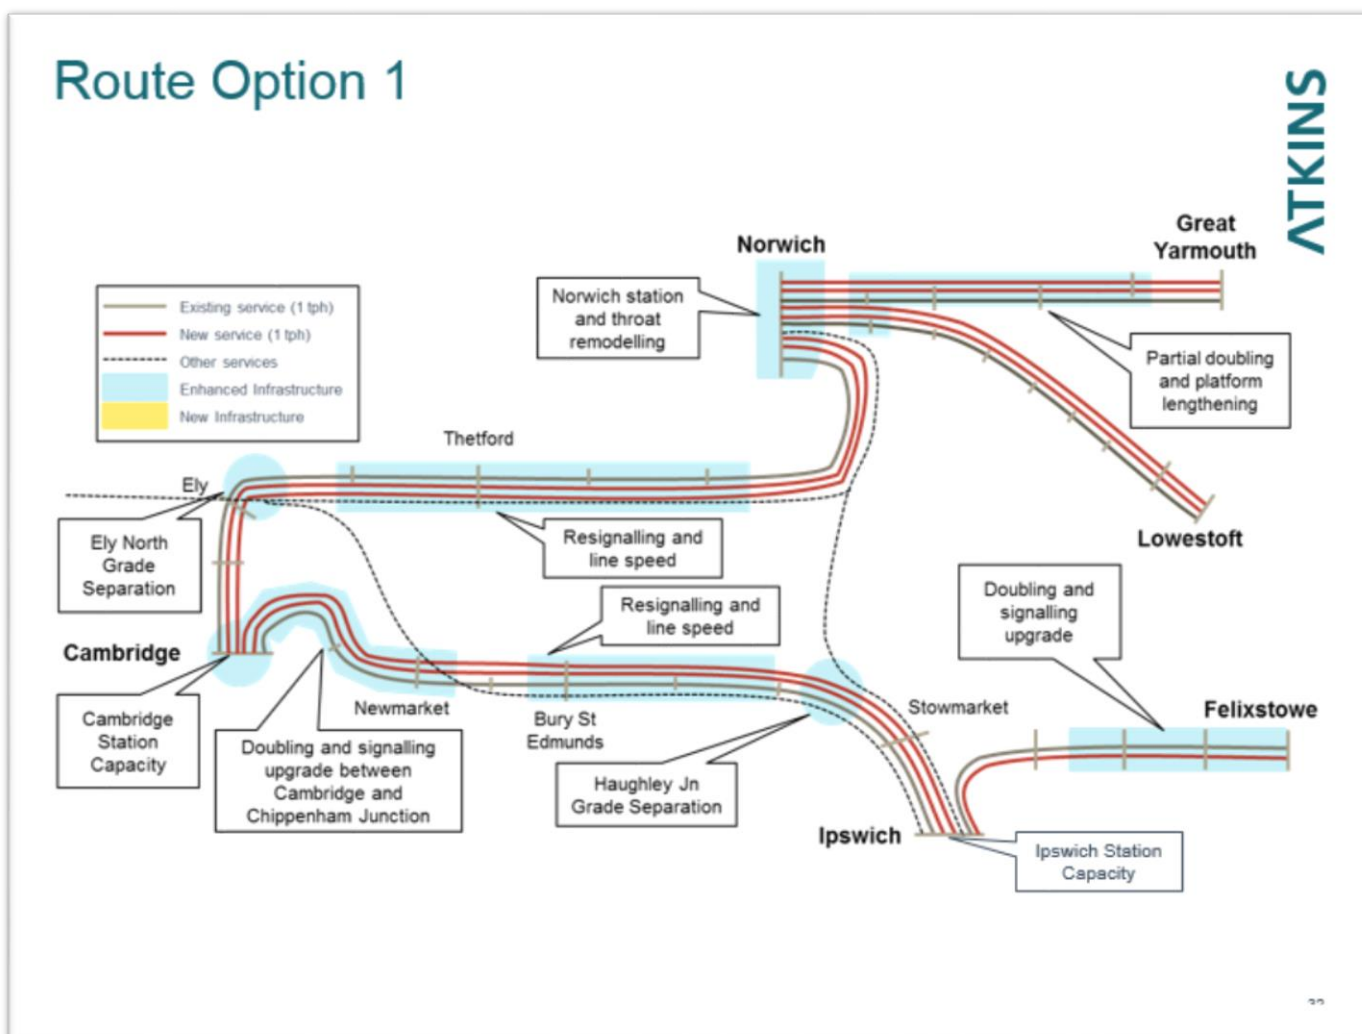 Route Option 1
ATKINS
Great
Yarmouth
Norwich
Norwich station
and throat
remodelling
Existing service (1 tph)
New service (1 tph)
Other services
Enhanced Infrastructure
New Infrastructure
Partial doubling
and platform
lengthening
Thetford
Ely
Lowestoft
Ely North
Grade
Separation
Resignalling and
line speed
Resignalling and
line speed
Doubling and
signalling
upgrade
Cambridge
Newmarket
Bury St
Edmunds
Stowmarket
Felixstowe
Cambridge
Station
Capacity
Doubling and signalling
upgrade between
Cambridge and
Chippenham Junction
Haughley Jn
Grade Separation
Ipswich
Ipswich Station
Capacity